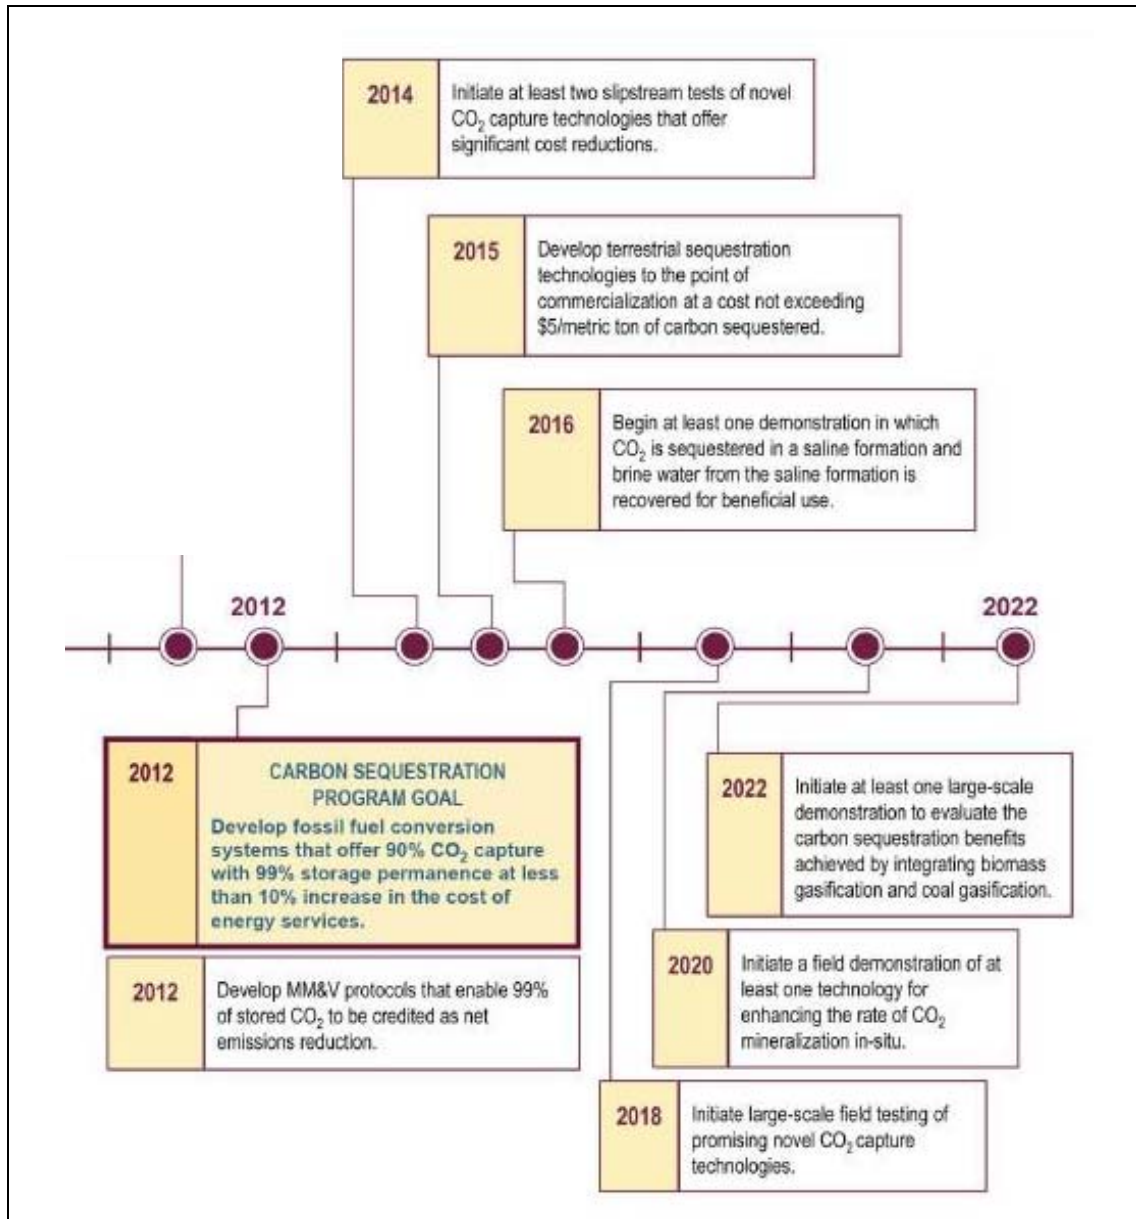 2014
Initiate at least two slipstream tests of novel
CO₂ capture technologies that offer
significant cost reductions.
2015
Develop terrestrial sequestration
technologies to the point of
commercialization at a cost not exceeding
$5/metric ton of carbon sequestered.
2016
Begin at least one demonstration in which
CO₂ is sequestered in a saline formation and
brine water from the saline formation is
recovered for beneficial use.
2012
2022
2012
CARBON SEQUESTRATION
PROGRAM GOAL
Develop fossil fuel conversion
systems that offer 90% CO₂ capture
with 99% storage permanence at less
than 10% increase in the cost of
energy services.
2012
Develop MM&V protocols that enable 99%
of stored CO₂ to be credited as net
emissions reduction.
2022
Initiate at least one large-scale
demonstration to evaluate the
carbon sequestration benefits
achieved by integrating biomass
gasification and coal gasification.
2020
Initiate a field demonstration of at
least one technology for
enhancing the rate of CO₂
mineralization in-situ.
2018
Initiate large-scale field testing of
promising novel CO₂ capture
technologies.